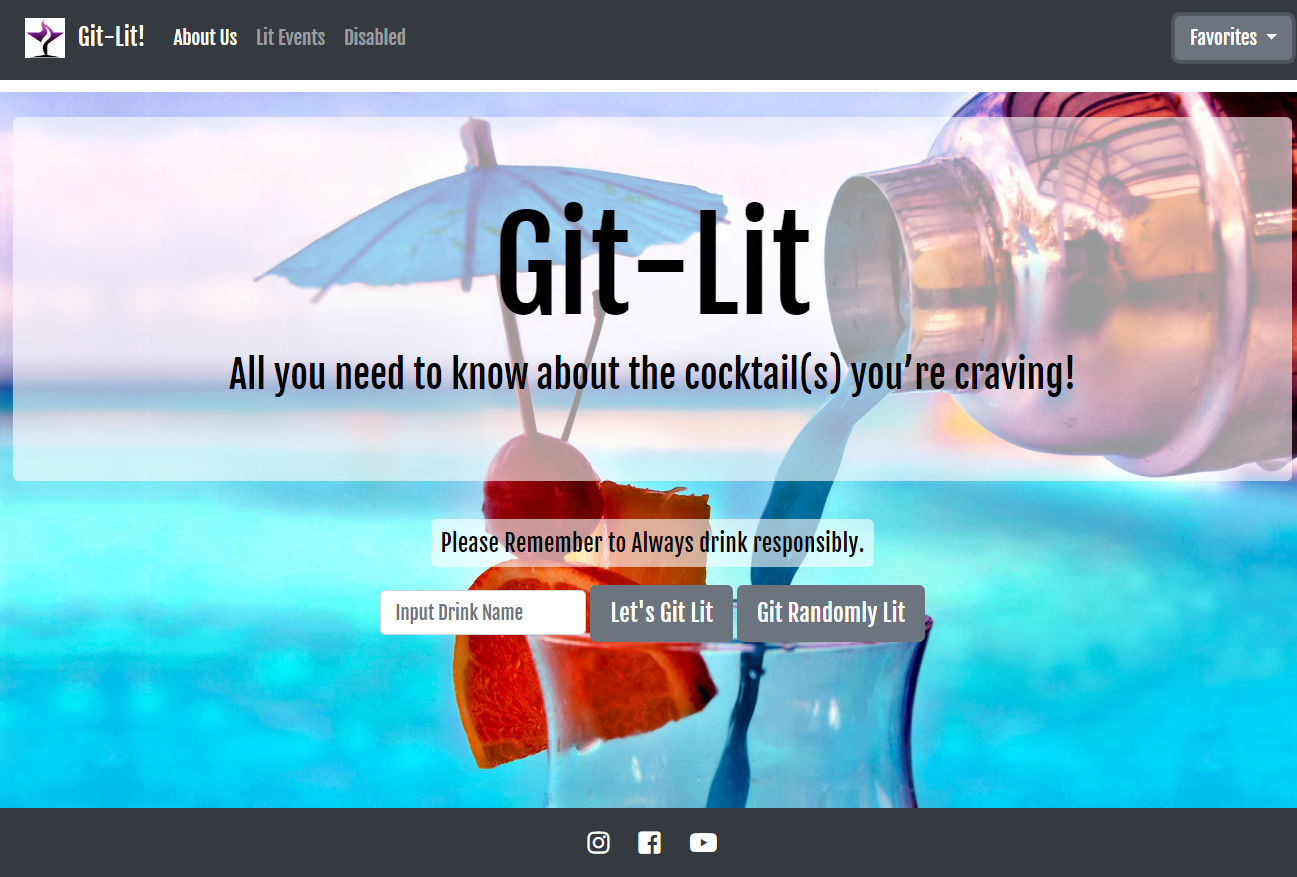 Git-Lit! About Us Lit Events Disabled Favorites
Git-Lit
All you need to know about the cocktail(s) you’re craving!
Please Remember to Always drink responsibly.
Input Drink Name Let's Git Lit Git Randomly Lit